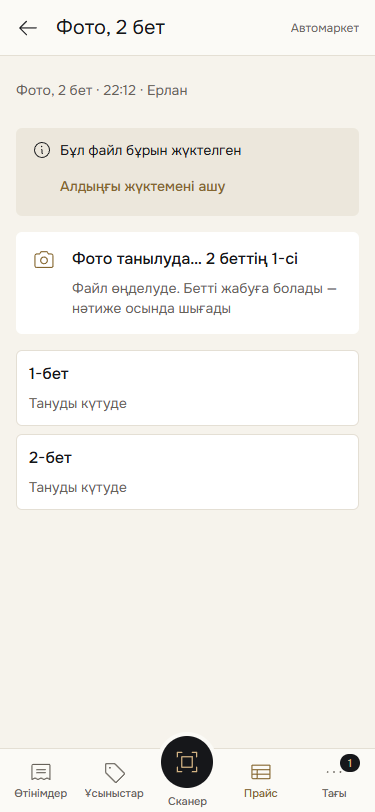 Фото, 2 бет
Автомаркет
Фото, 2 бет · 22:12 · Ерлан
Бұл файл бұрын жүктелген
Алдыңғы жүктемені ашу
Фото танылуда... 2 беттің 1-сі
Файл өңделуде. Бетті жабуға болады —
нәтиже осында шығады
1-бет
Тануды күтуде
2-бет
Тануды күтуде
1
Өтінімдер
Ұсыныстар
Сканер
Прайс
Тағы